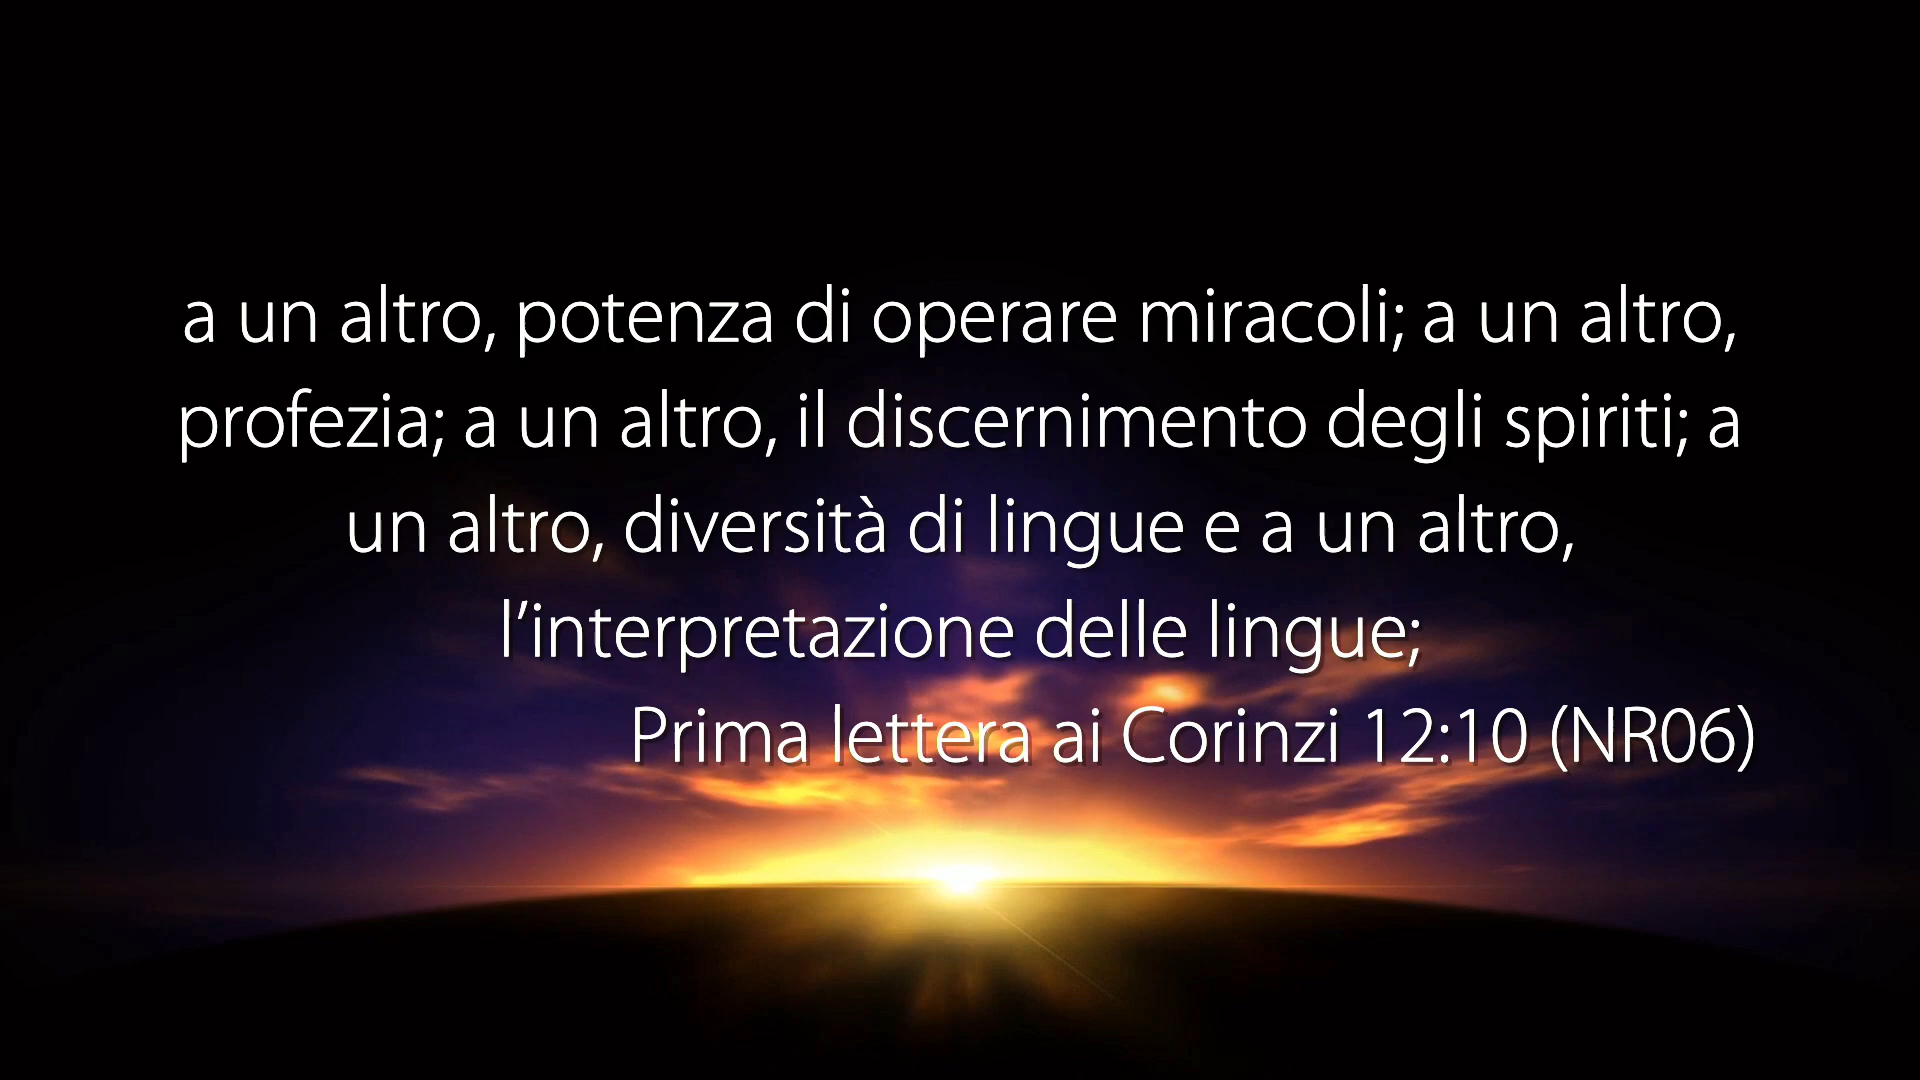 a un altro, potenza di operare miracoli; a un altro,
profezia; a un altro, il discernimento degli spiriti; a
un altro, diversità di lingue e a un altro,
l’interpretazione delle lingue;
Prima lettera ai Corinzi 12:10 (NR06)